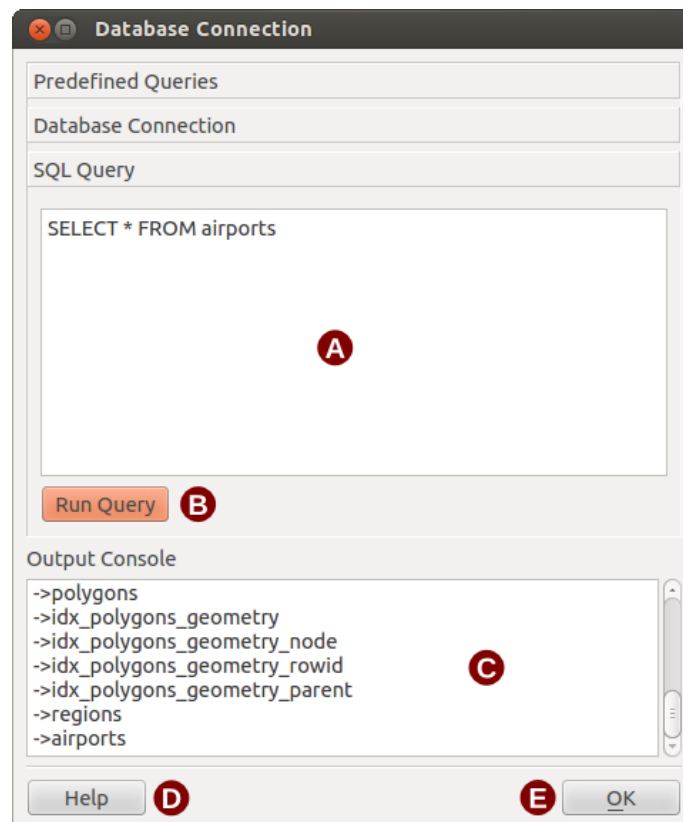 Database Connection
Predefined Queries
Database Connection
SQL Query
SELECT * FROM airports
A
Run Query B
Output Console
->polygons
->idx_polygons_geometry
->idx_polygons_geometry_node
->idx_polygons_geometry_rowid
->idx_polygons_geometry_parent
C
->regions
->airports
Help D E OK